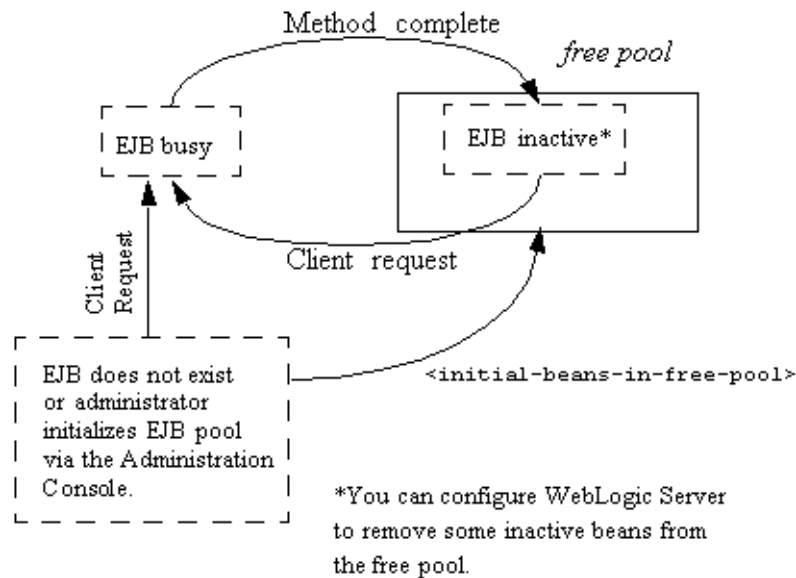 Method complete
free pool
EJB busy
EJB inactive*
Client request
Client
Request
EJB does not exist
or administrator
initializes EJB pool
via the Administration
Console.
<initial-beans-in-free-pool>
*You can configure WebLogic Server
to remove some inactive beans from
the free pool.